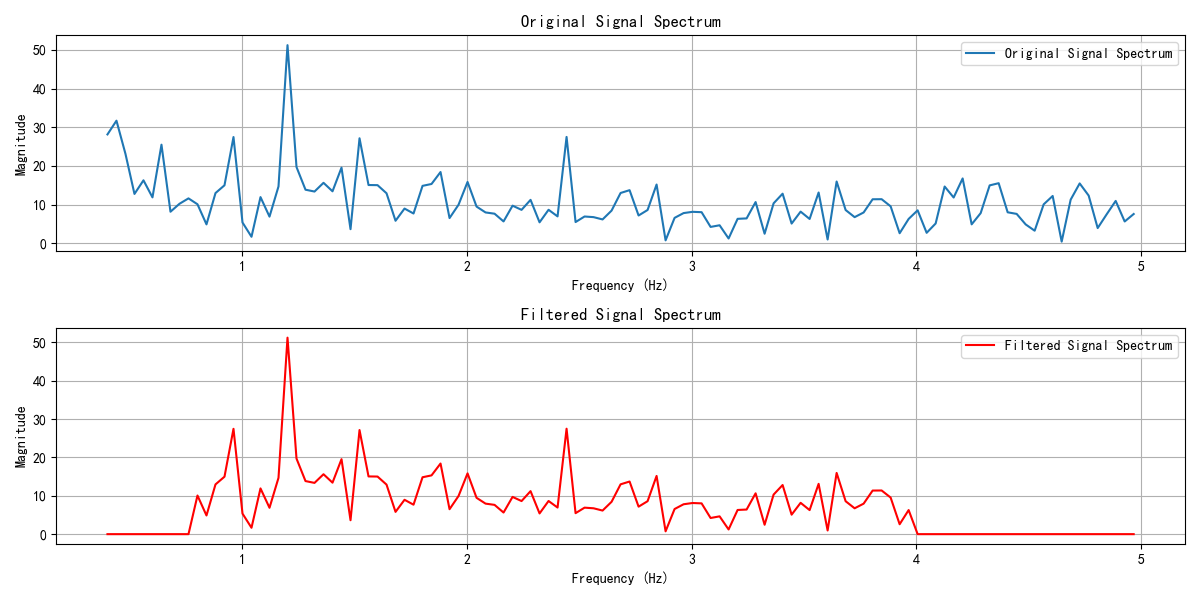 Original Signal Spectrum
Original Signal Spectrum
Magnitude
50
40
30
20
10
0
1 2 3 4 5
Frequency (Hz)
Filtered Signal Spectrum
Filtered Signal Spectrum
Magnitude
50
40
30
20
10
0
1 2 3 4 5
Frequency (Hz)